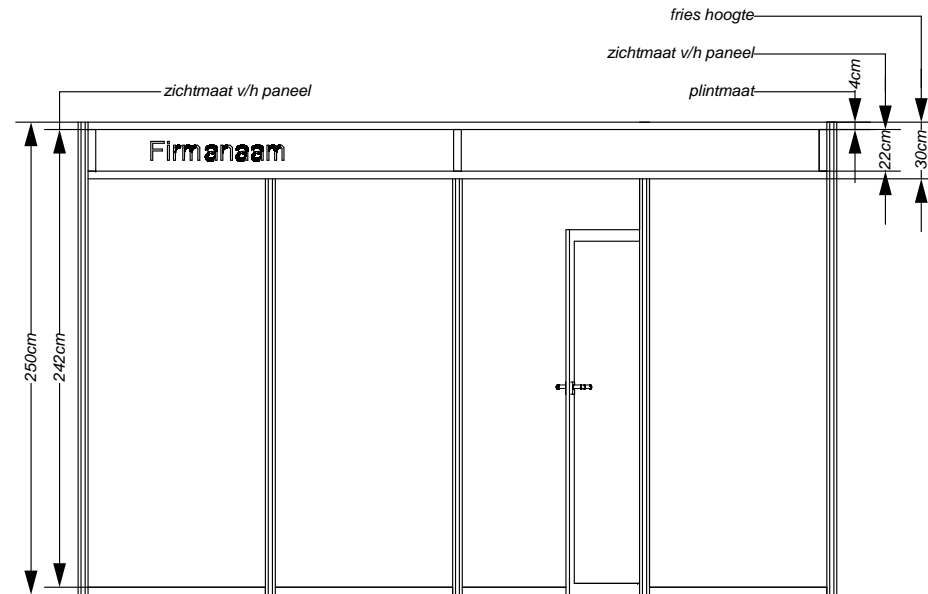 fries hoogte
zichtmaat v/h paneel
zichtmaat v/h paneel
plintmaat
4cm
Firmanaam
22cm
30cm
250cm
242cm